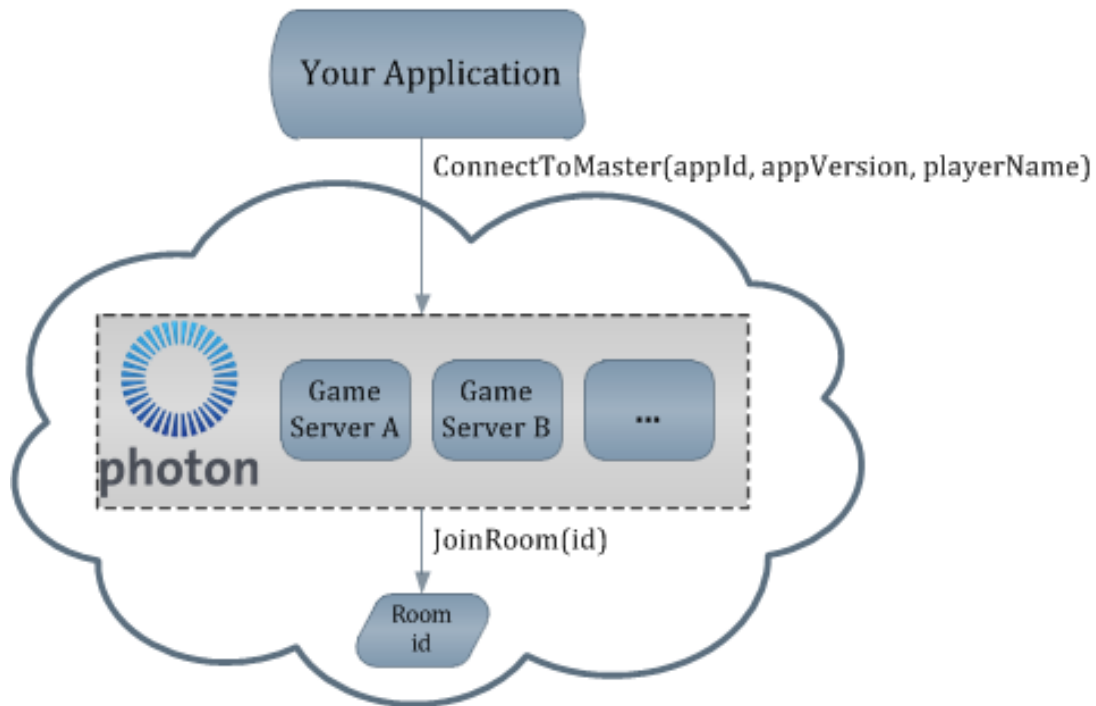 Your Application
ConnectToMaster(appId, appVersion, playerName)
photon
Game
Server A
Game
Server B
...
JoinRoom(id)
Room
id